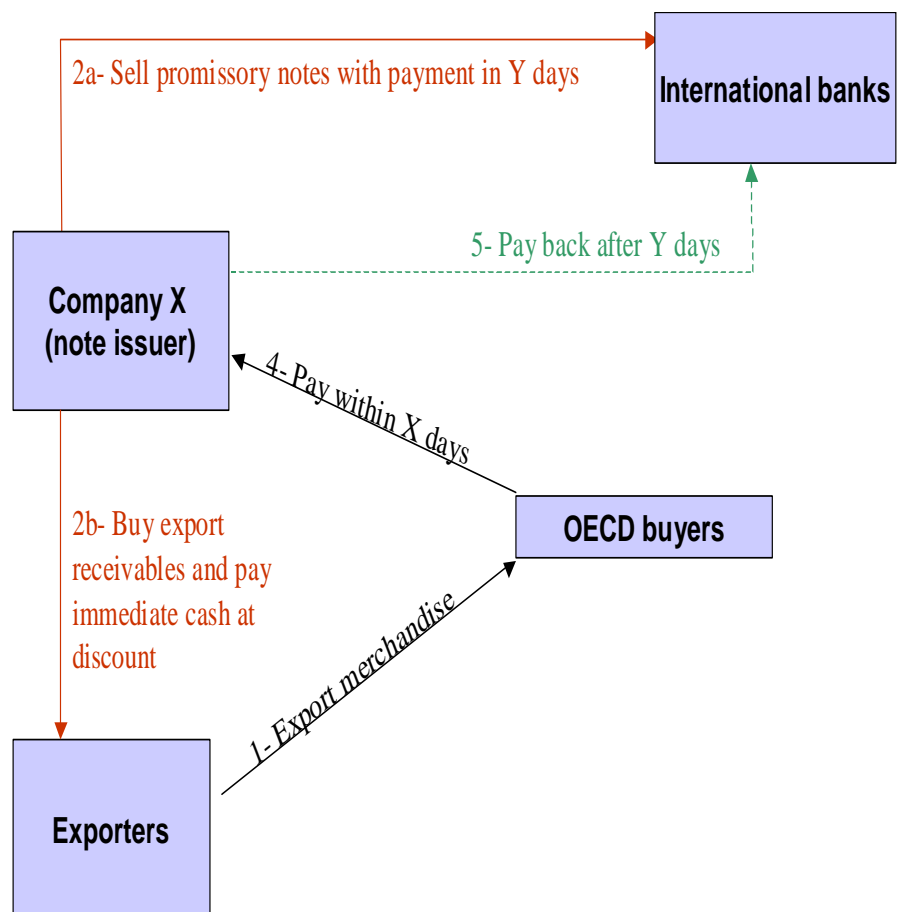 2a- Sell promissory notes with payment in Y days
International banks
5- Pay back after Y days
Company X
(note issuer)
4- Pay within X days
2b- Buy export
receivables and pay
immediate cash at
discount
OECD buyers
1- Export merchandise
Exporters